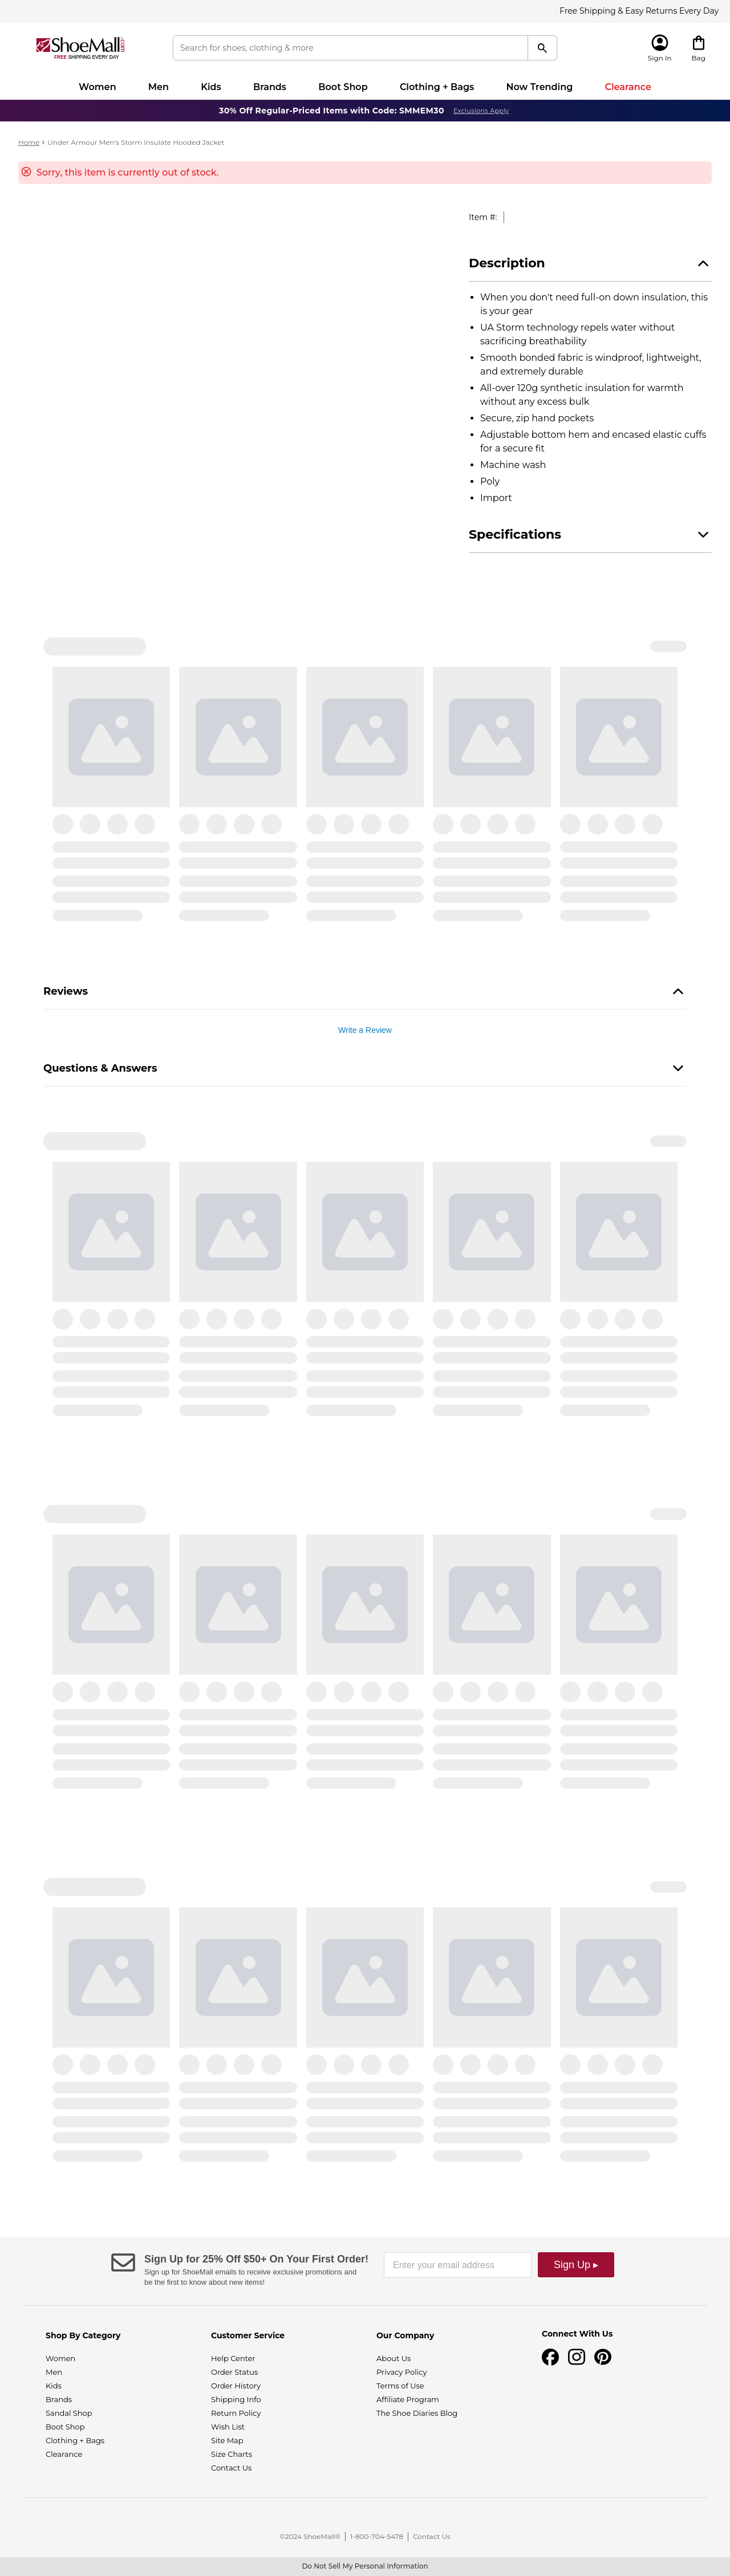 Free Shipping & Easy Returns Every Day
ShoeMall.com
FREE SHIPPING EVERY DAY
Search for shoes, clothing & more
Sign In
Bag
Women Men Kids Brands Boot Shop Clothing + Bags Now Trending Clearance
30% Off Regular-Priced Items with Code: SMMEM30 Exclusions Apply
Home > Under Armour Men's Storm Insulate Hooded Jacket
Sorry, this item is currently out of stock.
Item #:
Description
• When you don't need full-on down insulation, this
is your gear
• UA Storm technology repels water without
sacrificing breathability
• Smooth bonded fabric is windproof, lightweight,
and extremely durable
• All-over 120g synthetic insulation for warmth
without any excess bulk
• Secure, zip hand pockets
• Adjustable bottom hem and encased elastic cuffs
for a secure fit
• Machine wash
• Poly
• Import
Specifications
Reviews
Write a Review
Questions & Answers
Sign Up for 25% Off $50+ On Your First Order!
Sign up for ShoeMall emails to receive exclusive promotions and
be the first to know about new items!
Enter your email address
Sign Up ▸
Shop By Category
Women
Men
Kids
Brands
Sandal Shop
Boot Shop
Clothing + Bags
Clearance
Customer Service
Help Center
Order Status
Order History
Shipping Info
Return Policy
Wish List
Site Map
Size Charts
Contact Us
Our Company
About Us
Privacy Policy
Terms of Use
Affiliate Program
The Shoe Diaries Blog
Connect With Us
©2024 ShoeMall® | 1-800-704-5478 | Contact Us
Do Not Sell My Personal Information